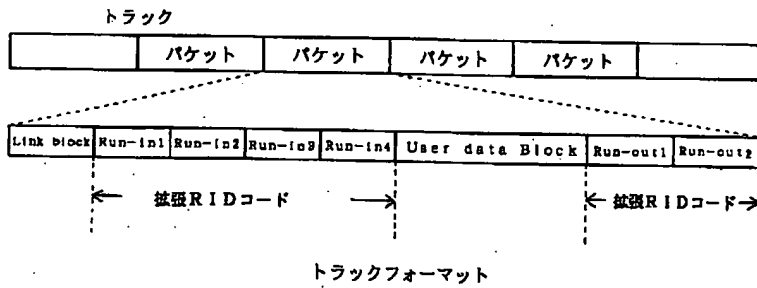 トラック
パケット パケット パケット パケット
Link block Run-in1 Run-in2 Run-in3 Run-in4 User data Block Run-out1 Run-out2
拡張RIDコード 拡張RIDコード
トラックフォーマット